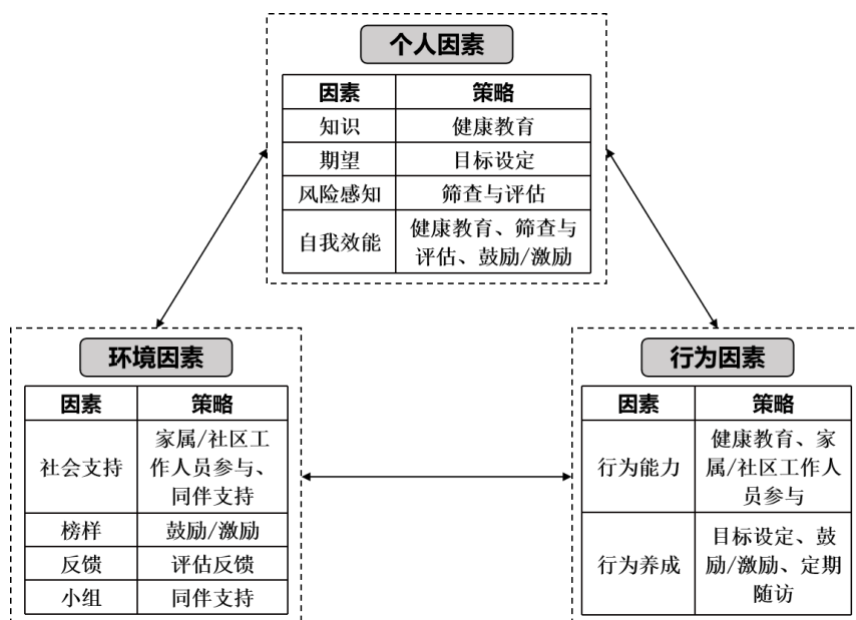 个人因素
因素 策略
知识 健康教育
期望 目标设定
风险感知 筛查与评估
自我效能 健康教育、筛查与
评估、鼓励/激励
环境因素
因素 策略
社会支持 家属/社区工
作人员参与、
同伴支持
榜样 鼓励/激励
反馈 评估反馈
小组 同伴支持
行为因素
因素 策略
行为能力 健康教育、家
属/社区工作人
员参与
行为养成 目标设定、鼓
励/激励、定期
随访